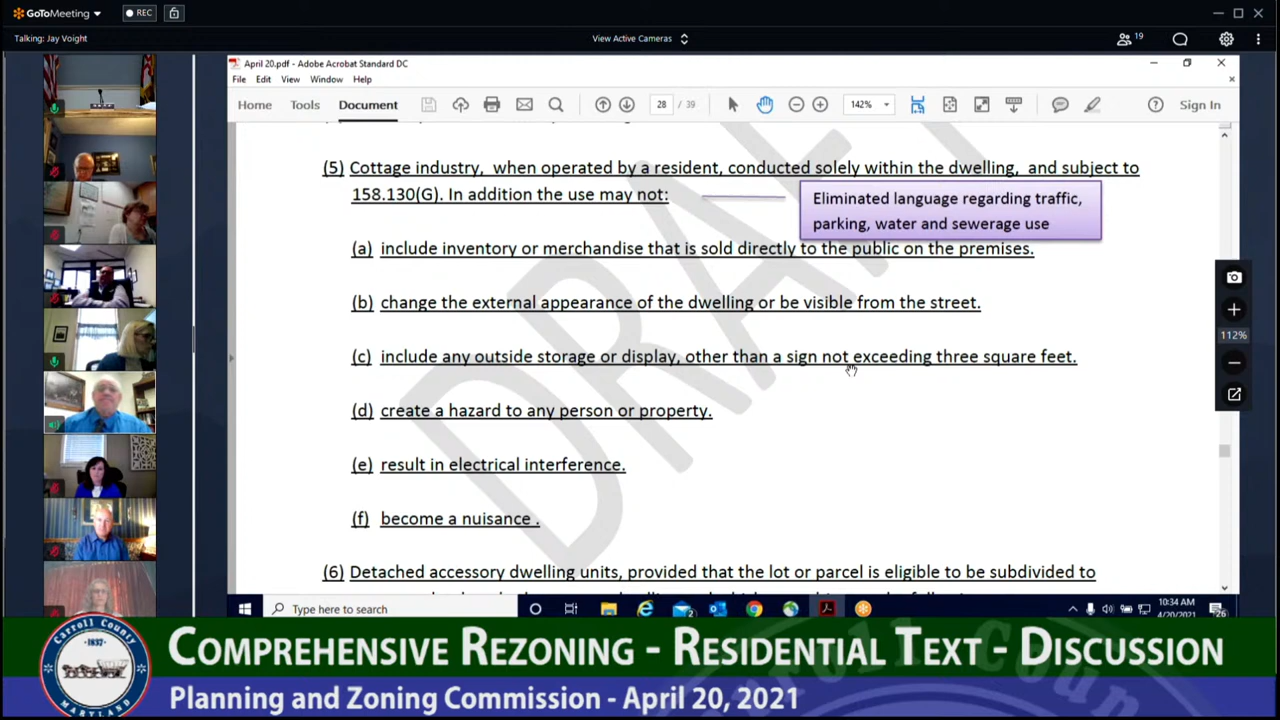 GoToMeeting
REC
Talking: Jay Voight
View Active Cameras
19
April 20.pdf - Adobe Acrobat Standard DC
File Edit View Window Help
Home Tools Document
28 / 39
142%
Sign In
DRAFT
(5) Cottage industry, when operated by a resident, conducted solely within the dwelling, and subject to
158.130(G). In addition the use may not:
Eliminated language regarding traffic,
parking, water and sewerage use
(a) include inventory or merchandise that is sold directly to the public on the premises.
(b) change the external appearance of the dwelling or be visible from the street.
(c) include any outside storage or display, other than a sign not exceeding three square feet.
(d) create a hazard to any person or property.
(e) result in electrical interference.
(f) become a nuisance .
(6) Detached accessory dwelling units, provided that the lot or parcel is eligible to be subdivided to
112%
Type here to search
10:34 AM
4/20/2021
26
Carroll County
1837
Maryland
Comprehensive Rezoning - Residential Text - Discussion
Planning and Zoning Commission - April 20, 2021